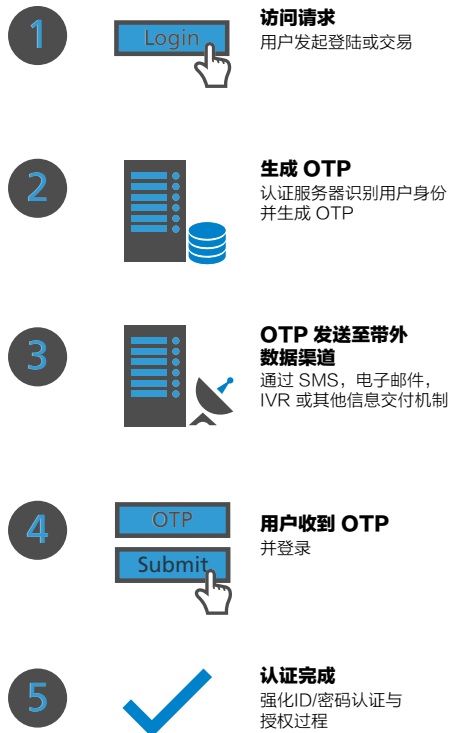 1
Login
访问请求
用户发起登陆或交易
2
生成 OTP
认证服务器识别用户身份
并生成 OTP
3
OTP 发送至带外
数据渠道
通过 SMS，电子邮件，
IVR 或其他信息交付机制
4
OTP
Submit
用户收到 OTP
并登录
5
认证完成
强化ID/密码认证与
授权过程